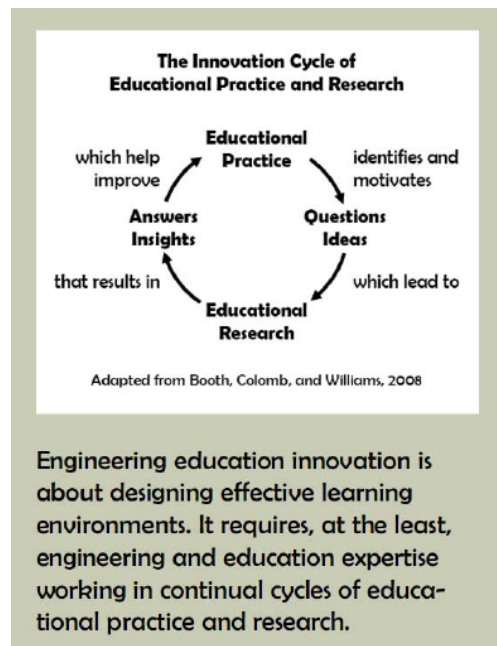 The Innovation Cycle of
Educational Practice and Research
Educational
Practice
which help
improve
identifies and
motivates
Answers
Insights
Questions
Ideas
that results in
which lead to
Educational
Research
Adapted from Booth, Colomb, and Williams, 2008
Engineering education innovation is
about designing effective learning
environments. It requires, at the least,
engineering and education expertise
working in continual cycles of educa-
tional practice and research.